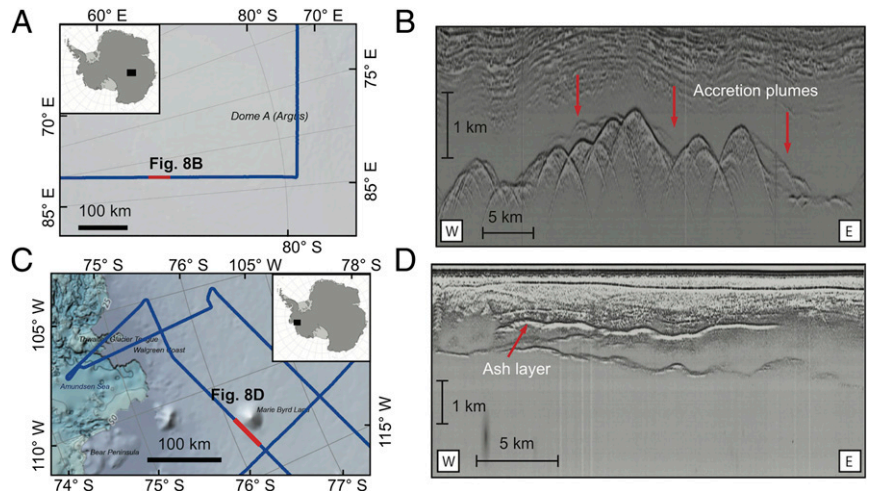 A
60° E
80° S
70° E
75° E
70° E
Dome A (Argus)
Fig. 8B
85° E
100 km
85° E
80° S
B
Accretion plumes
1 km
5 km
W
E
C
75° S
76° S
105° W
78° S
105° W
Glacier Tongue
Walgreen Coast
Amundsen Sea
Fig. 8D
Marie Byrd Land
115° W
100 km
Bear Peninsula
110° W
74° S
75° S
76° S
77° S
D
Ash layer
1 km
5 km
W
E